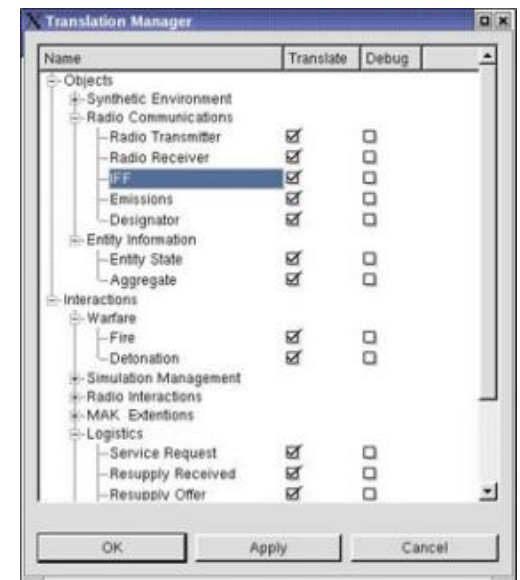 Translation Manager
Name Translate Debug
Objects
Synthetic Environment
Radio Communications
Radio Transmitter
Radio Receiver
IFF
Emissions
Designator
Entity Information
Entity State
Aggregate
Interactions
Warfare
Fire
Detonation
Simulation Management
Radio Interactions
MAK Extentions
Logistics
Service Request
Resupply Received
Resupply Offer
OK Apply Cancel